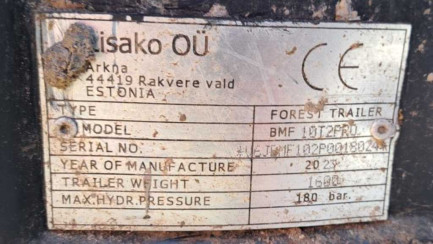 OÜ
Arkna
44419 Rakvere vald
ESTONIA
CE
TYPE FOREST TRAILER
MODEL BMF 10T2PRO
SERIAL NO.
YEAR OF MANUFACTURE
TRAILER WEIGHT
MAX.HYDR.PRESSURE 180 bar.